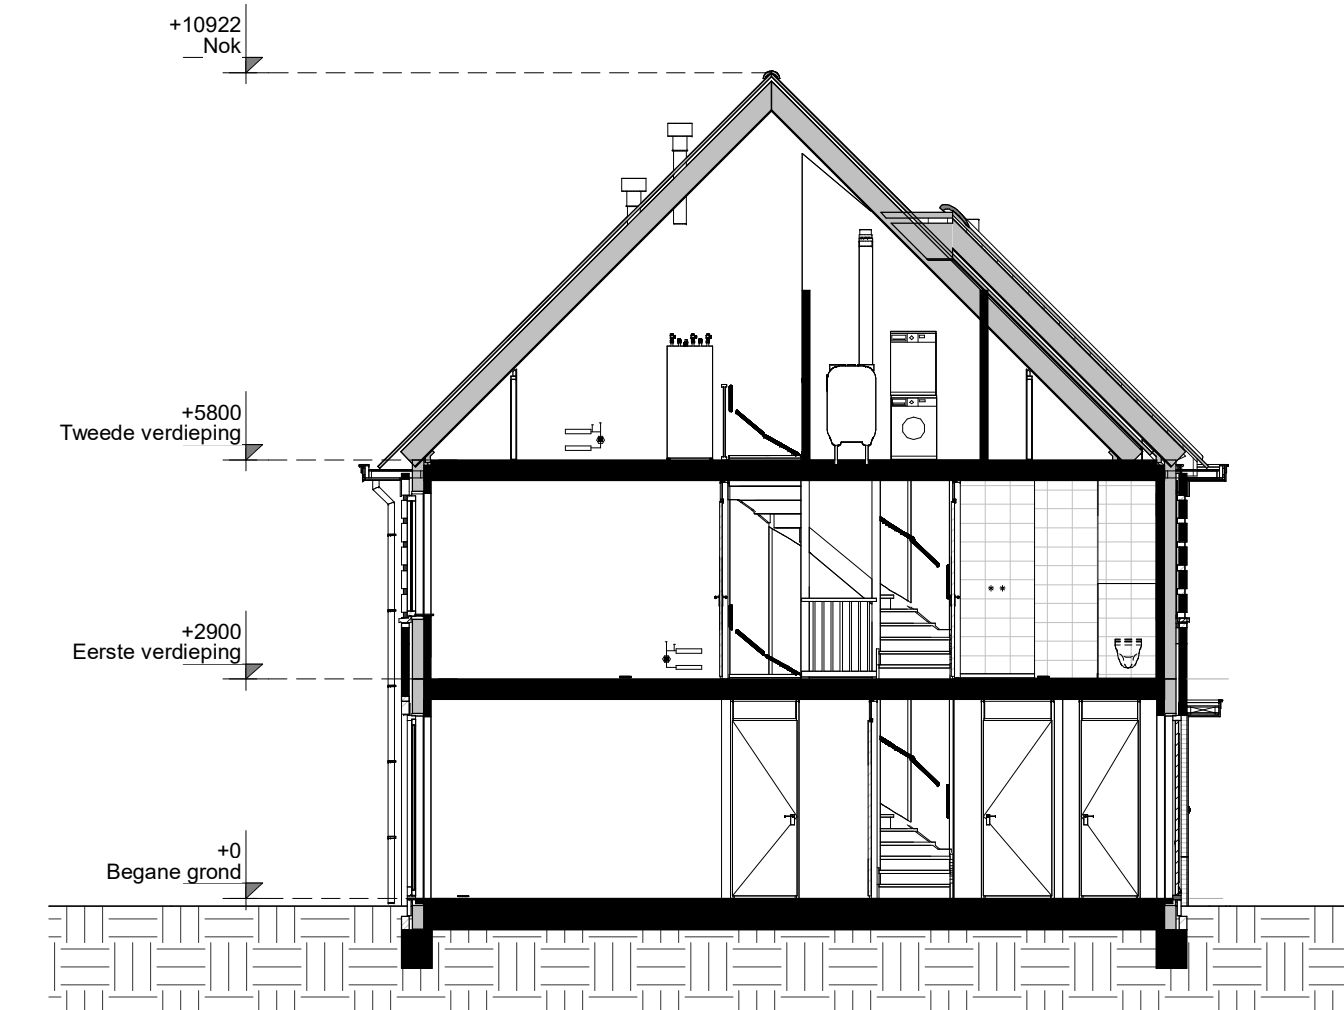 +10922
Nok
+5800
Tweede verdieping
+2900
Eerste verdieping
+0
Begane grond